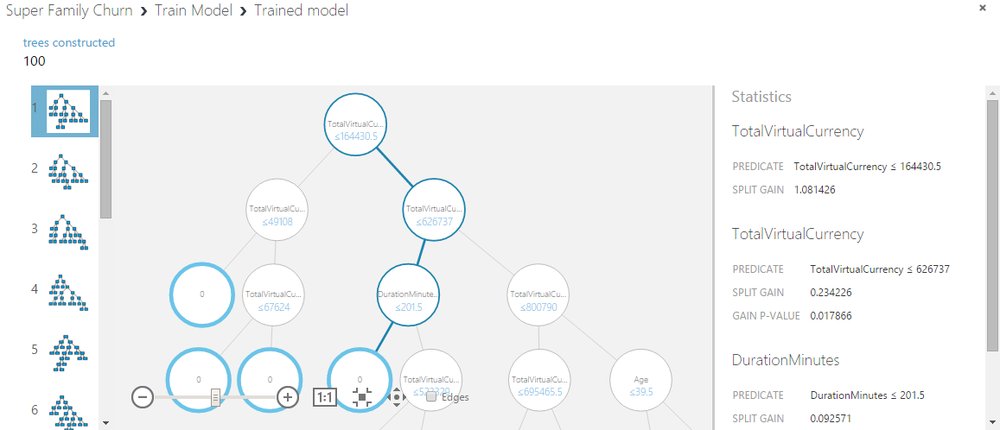 Super Family Churn > Train Model > Trained model
×
trees constructed
100
1
2
3
4
5
6
TotalVirtualCu...
≤164430.5
TotalVirtualCu...
≤49108
TotalVirtualCu...
≤626737
0
TotalVirtualCu...
≤67624
DurationMinute...
≤201.5
TotalVirtualCu...
≤800790
0
0
0
TotalVirtualCu...
TotalVirtualCu...
≤695465.5
Age
≤39.5
1:1
Edges
Statistics
TotalVirtualCurrency
PREDICATE TotalVirtualCurrency ≤ 164430.5
SPLIT GAIN 1.081426
TotalVirtualCurrency
PREDICATE TotalVirtualCurrency ≤ 626737
SPLIT GAIN 0.234226
GAIN P-VALUE 0.017866
DurationMinutes
PREDICATE DurationMinutes ≤ 201.5
SPLIT GAIN 0.092571